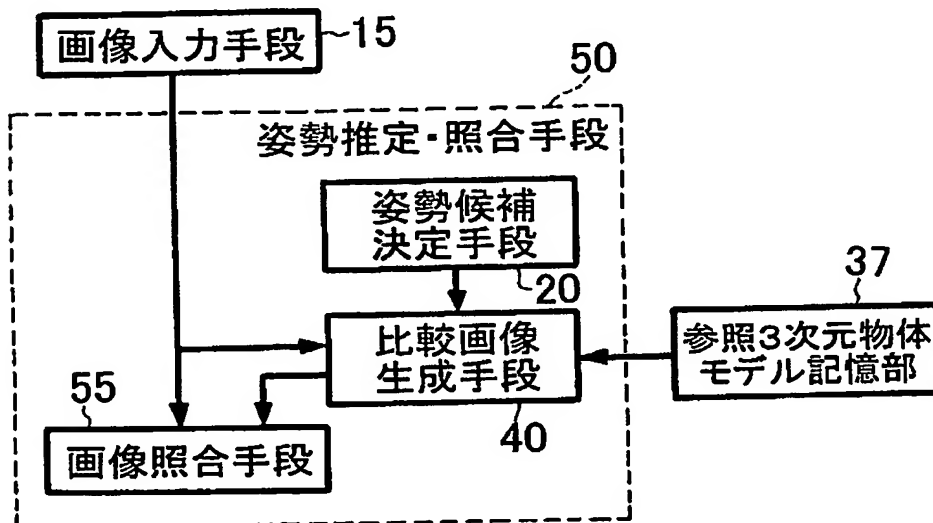 画像入力手段
15
50
姿勢推定・照合手段
姿勢候補
決定手段
20
37
比較画像
生成手段
40
参照3次元物体
モデル記憶部
55
画像照合手段